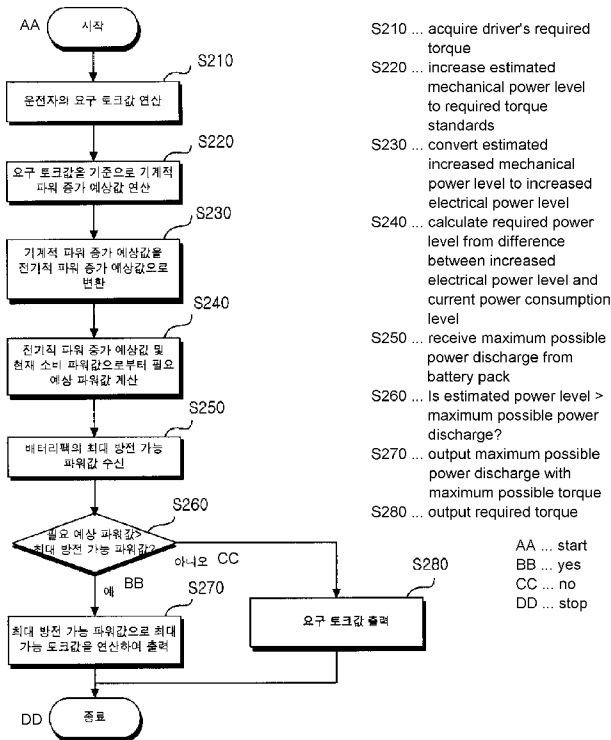 AA
시작
S210
운전자의 요구 토크값 연산
S220
요구 토크값을 기준으로 기계적
파워 증가 예상값 연산
S230
기계적 파워 증가 예상값을
전기적 파워 증가 예상값으로
변환
S240
전기적 파워 증가 예상값 및
현재 소비 파워값으로부터 필요
예상 파워값 계산
S250
배터리팩의 최대 방전 가능
파워값 수신
S260
필요 예상 파워값>
최대 방전 가능 파워값?
아니오 CC
예 BB
S270
최대 방전 가능 파워값으로 최대
가능 토크값을 연산하여 출력
S280
요구 토크값 출력
DD
종료
S210 ... acquire driver's required
torque
S220 ... increase estimated
mechanical power level
to required torque
standards
S230 ... convert estimated
increased mechanical
power level to increased
electrical power level
S240 ... calculate required power
level from difference
between increased
electrical power level and
current power consumption
level
S250 ... receive maximum possible
power discharge from
battery pack
S260 ... Is estimated power level >
maximum possible power
discharge?
S270 ... output maximum possible
power discharge with
maximum possible torque
S280 ... output required torque
AA ... start
BB ... yes
CC ... no
DD ... stop